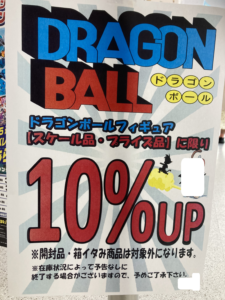 DRAGON
BALL
ドラゴン
ボール
ドラゴンボールフィギュア
【スケール品・プライズ品】に限り
10%UP
※開封品・箱イタみ商品は対象外になります。
※在庫状況によって予告なしに
終了する場合がございますので、予めご了承下さい。